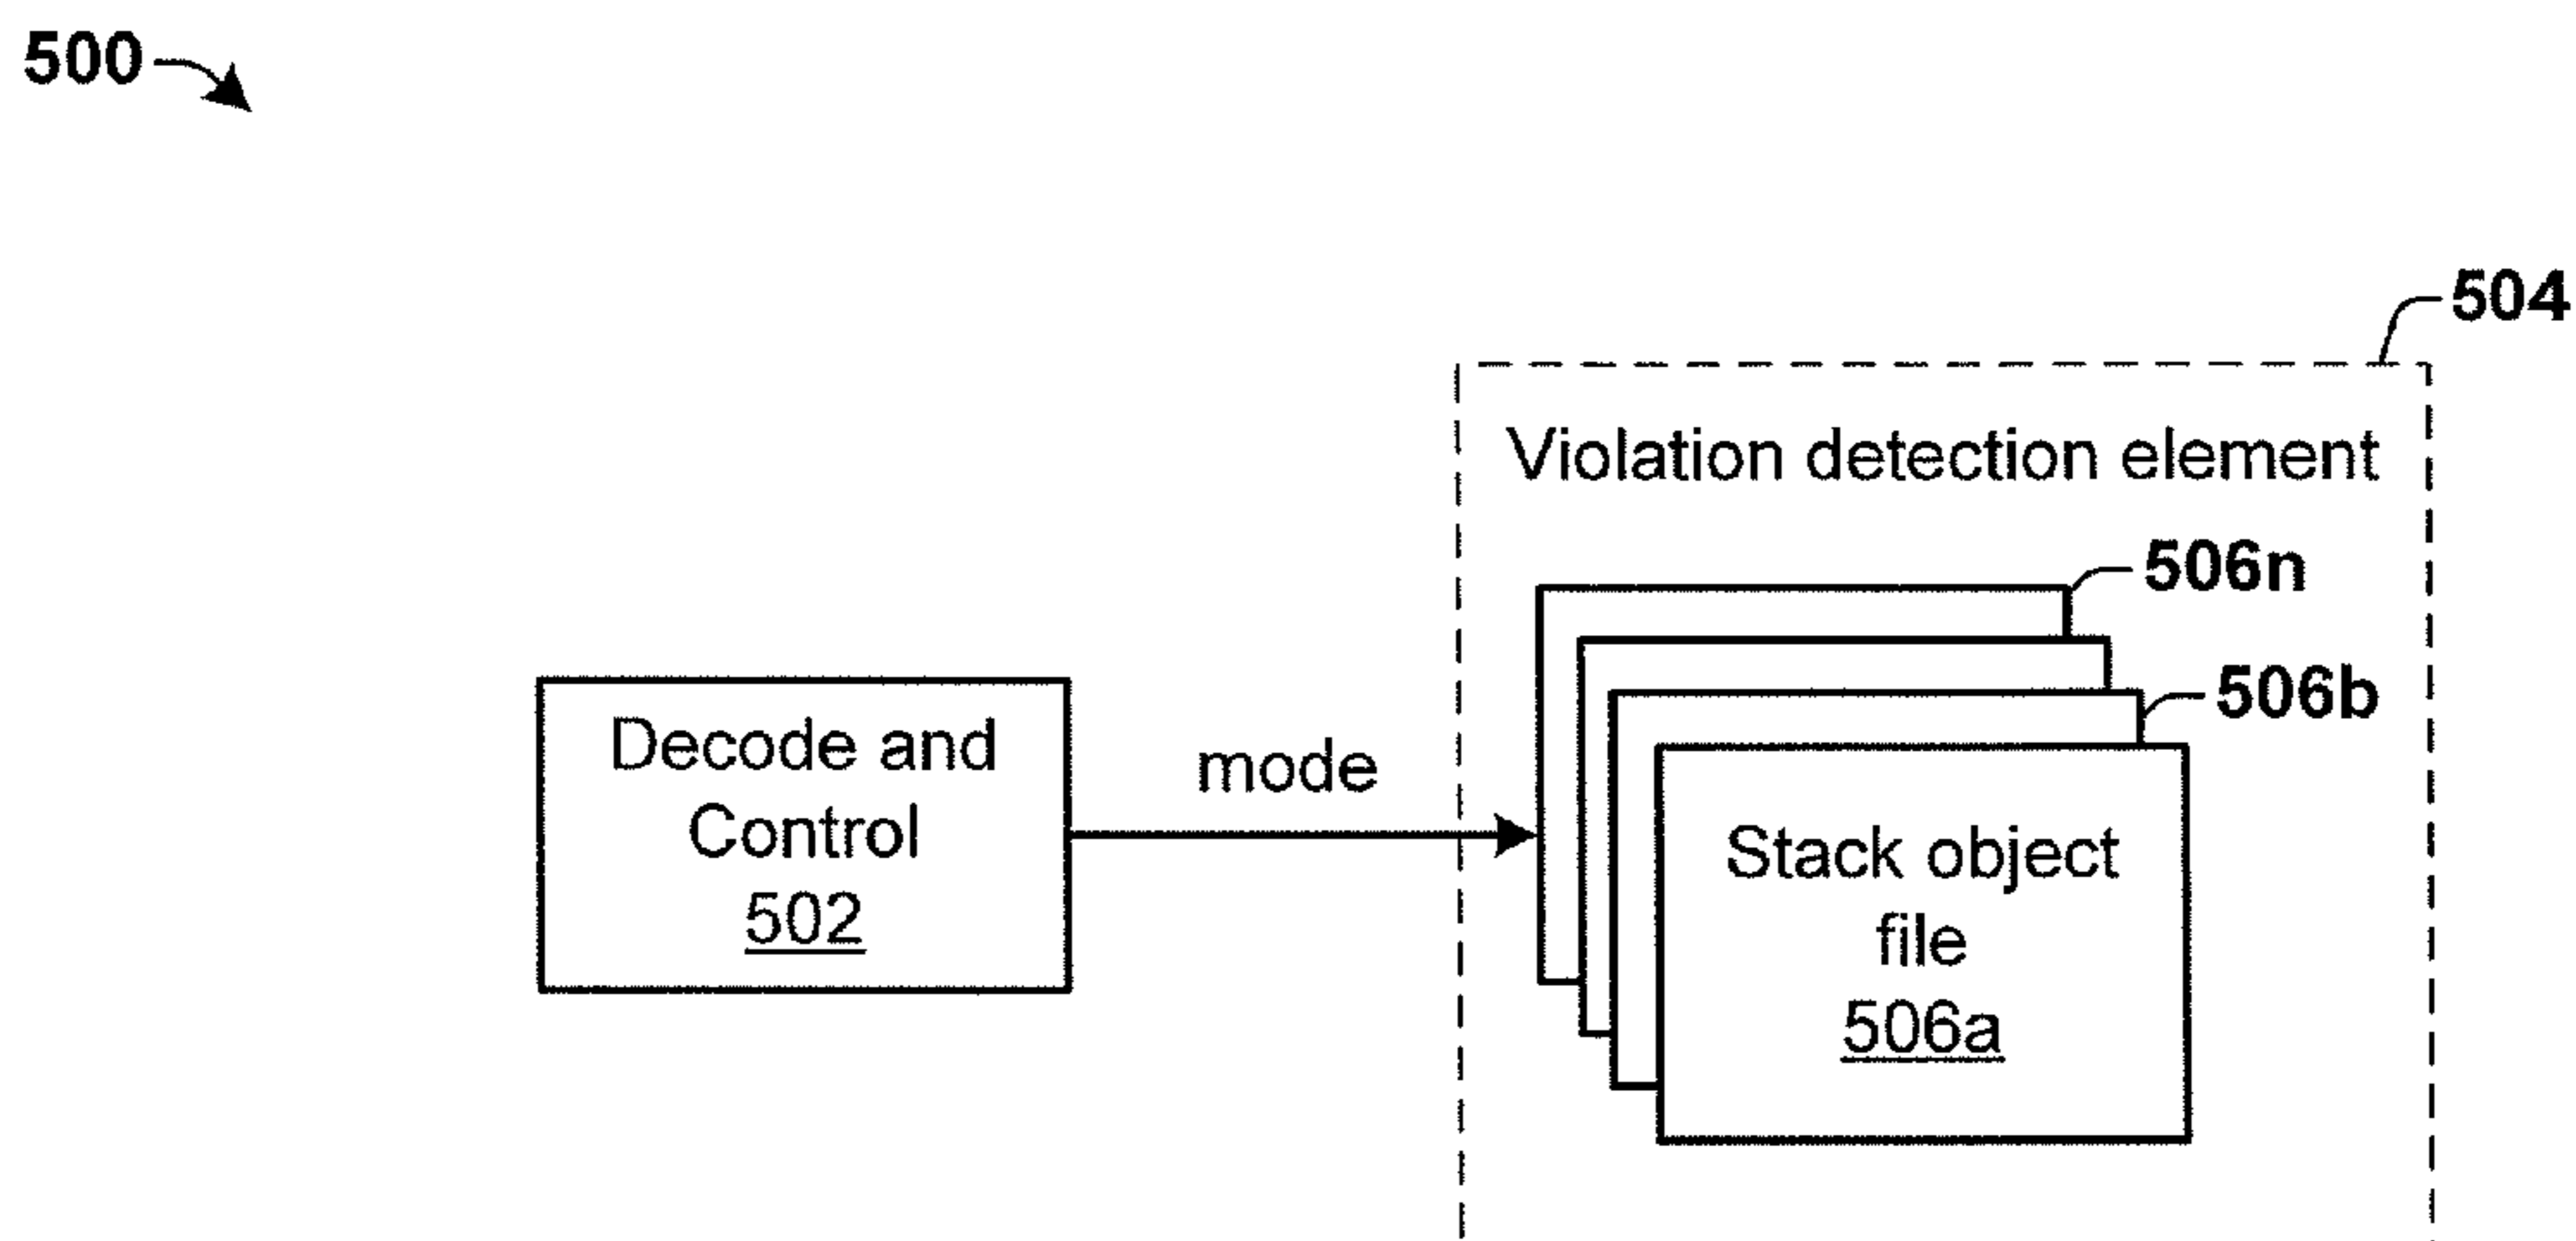 500
504
Violation detection element
506n
506b
Decode and
Control
502
mode
Stack object
file
506a